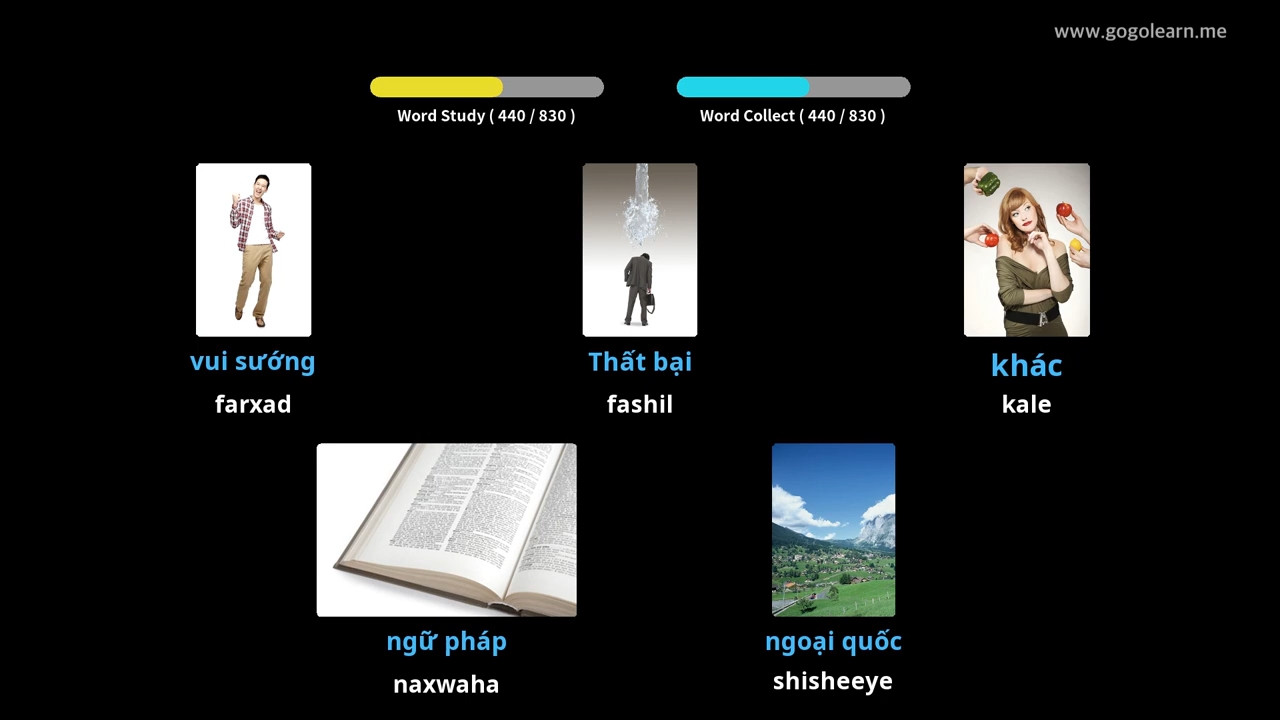 www.gogolearn.me
Word Study ( 440 / 830 )
Word Collect ( 440 / 830 )
vui sướng
farxad
Thất bại
fashil
khác
kale
ngữ pháp
naxwaha
ngoại quốc
shisheeye